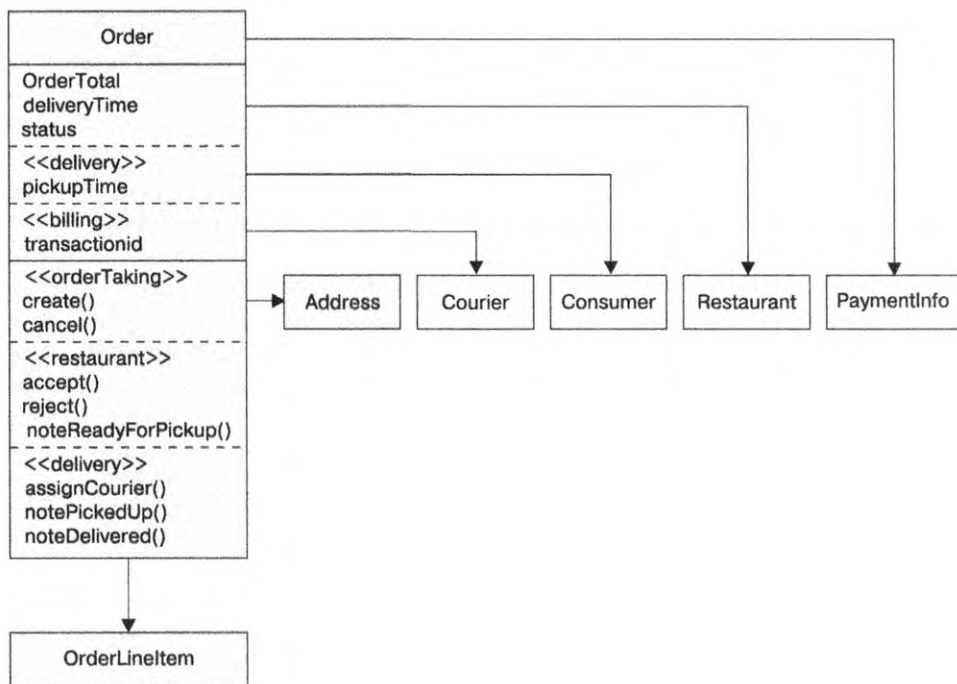 Order
OrderTotal
deliveryTime
status
<<delivery>>
pickupTime
<<billing>>
transactionid
<<orderTaking>>
create()
cancel()
<<restaurant>>
accept()
reject()
noteReadyForPickup()
<<delivery>>
assignCourier()
notePickedUp()
noteDelivered()
Address
Courier
Consumer
Restaurant
PaymentInfo
OrderLineItem